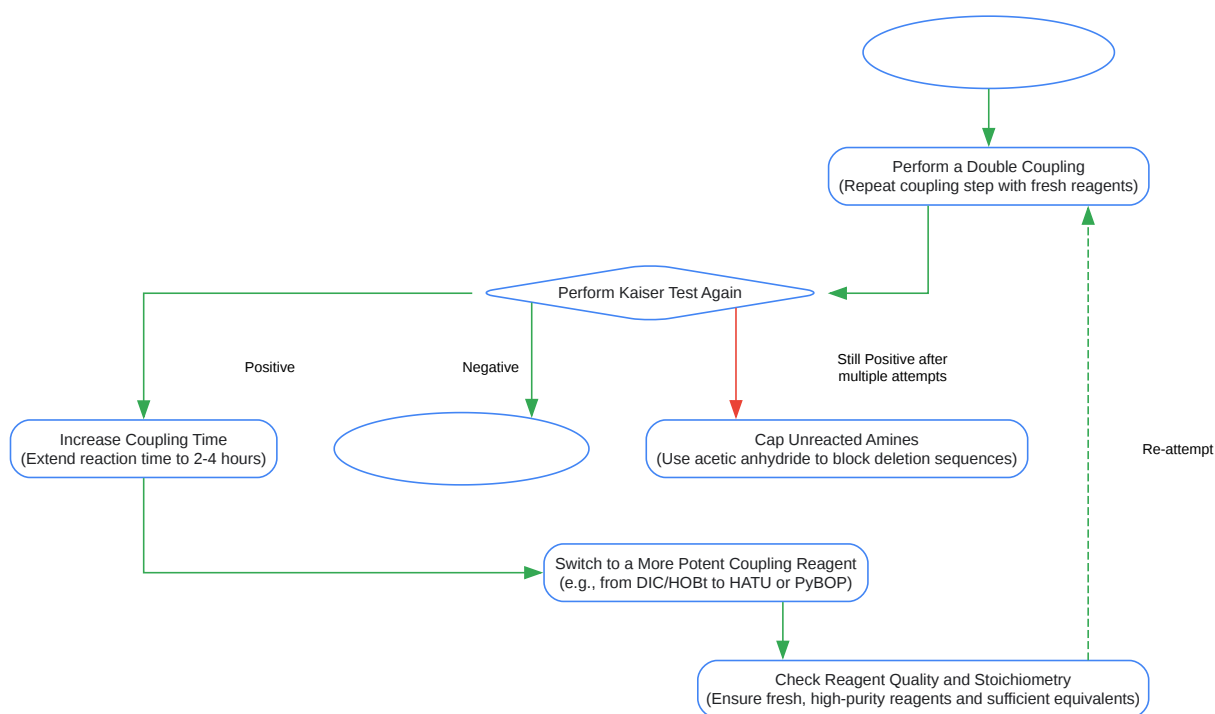 Perform a Double Coupling
(Repeat coupling step with fresh reagents)
Perform Kaiser Test Again
Positive
Negative
Still Positive after
multiple attempts
Increase Coupling Time
(Extend reaction time to 2-4 hours)
Cap Unreacted Amines
(Use acetic anhydride to block deletion sequences)
Re-attempt
Switch to a More Potent Coupling Reagent
(e.g., from DIC/HOBt to HATU or PyBOP)
Check Reagent Quality and Stoichiometry
(Ensure fresh, high-purity reagents and sufficient equivalents)